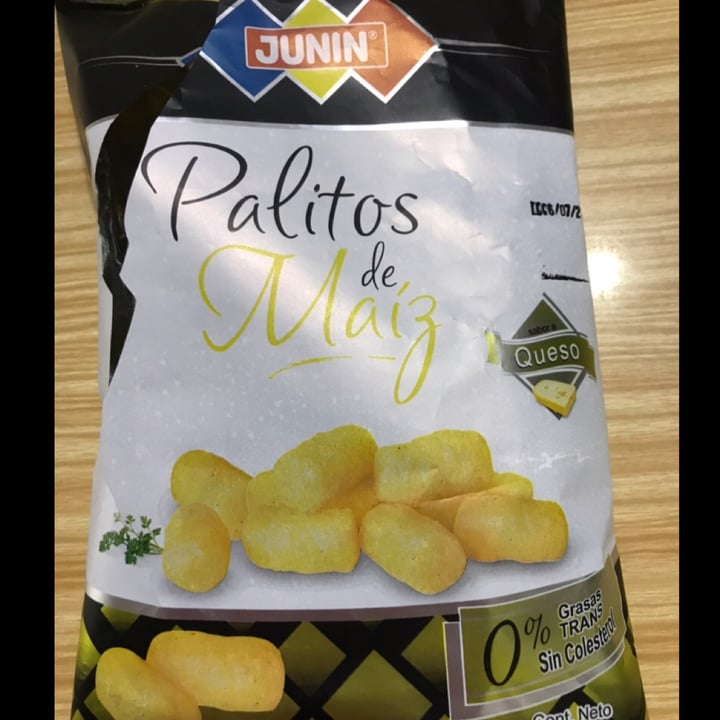 JUNIN®
Palitos
de
Maíz
sabor a
Queso
0% Grasas
TRANS
Sin Colesterol
Cont. Neto